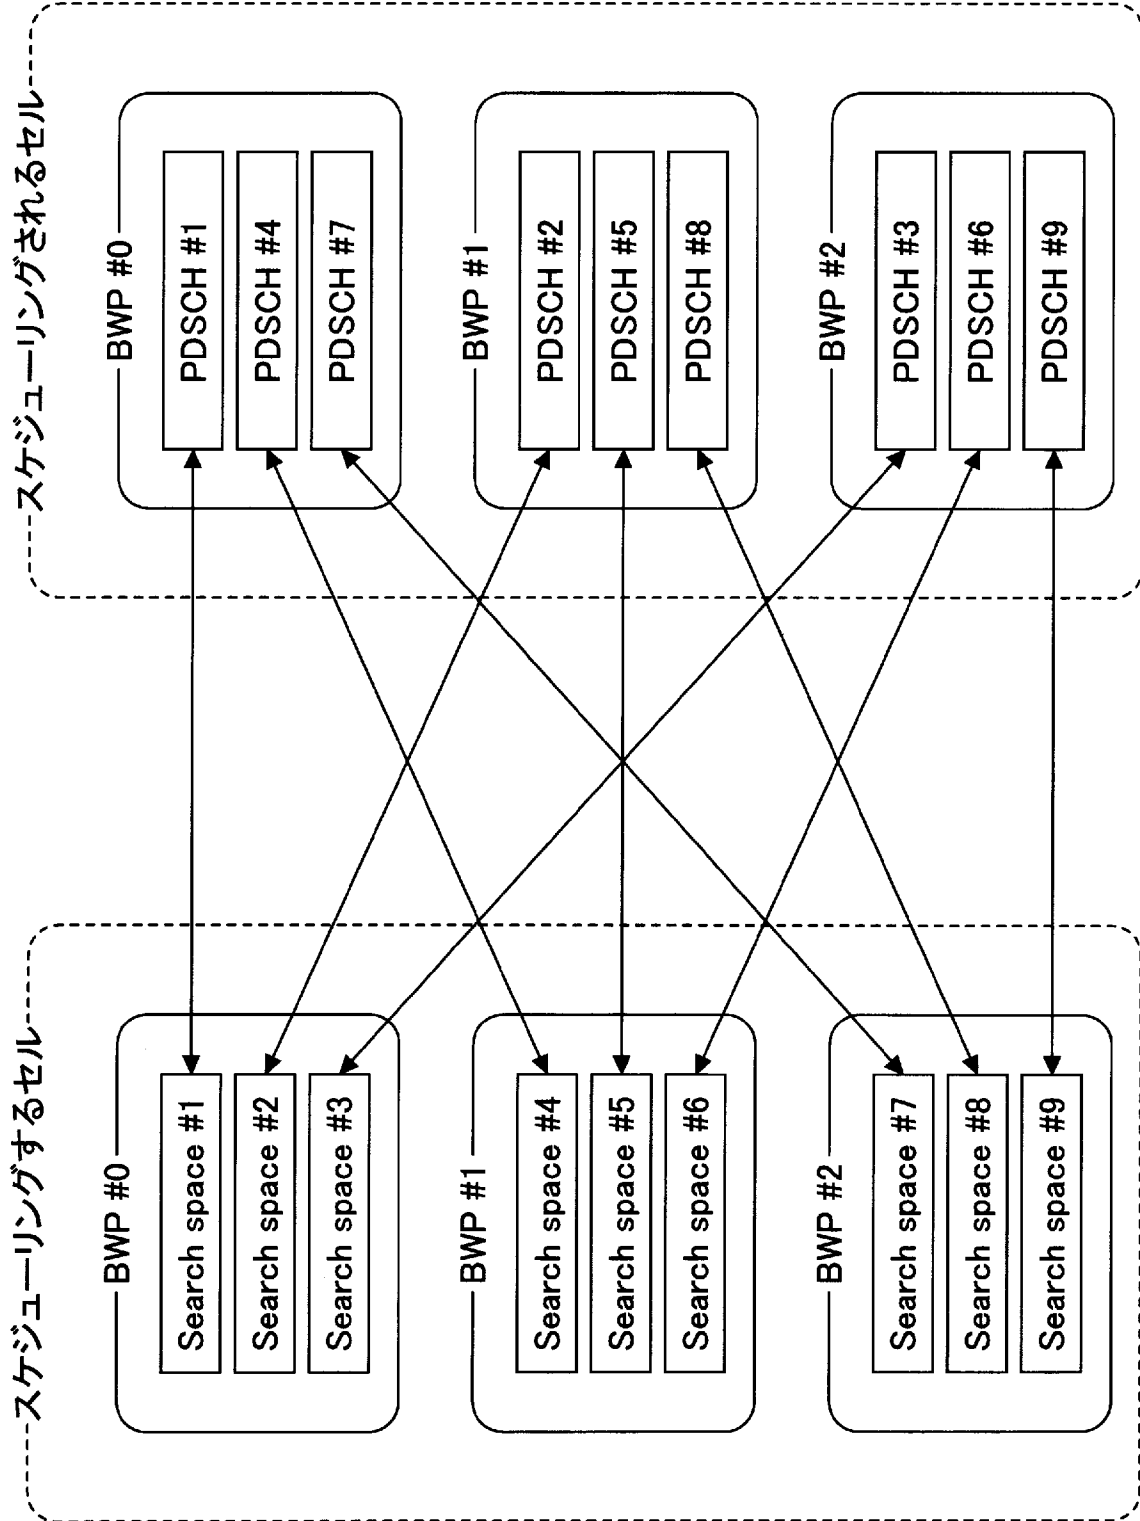 スケジューリングするセル
BWP #0
Search space #1
Search space #2
Search space #3
BWP #1
Search space #4
Search space #5
Search space #6
BWP #2
Search space #7
Search space #8
Search space #9
スケジューリングされるセル
BWP #0
PDSCH #1
PDSCH #4
PDSCH #7
BWP #1
PDSCH #2
PDSCH #5
PDSCH #8
BWP #2
PDSCH #3
PDSCH #6
PDSCH #9